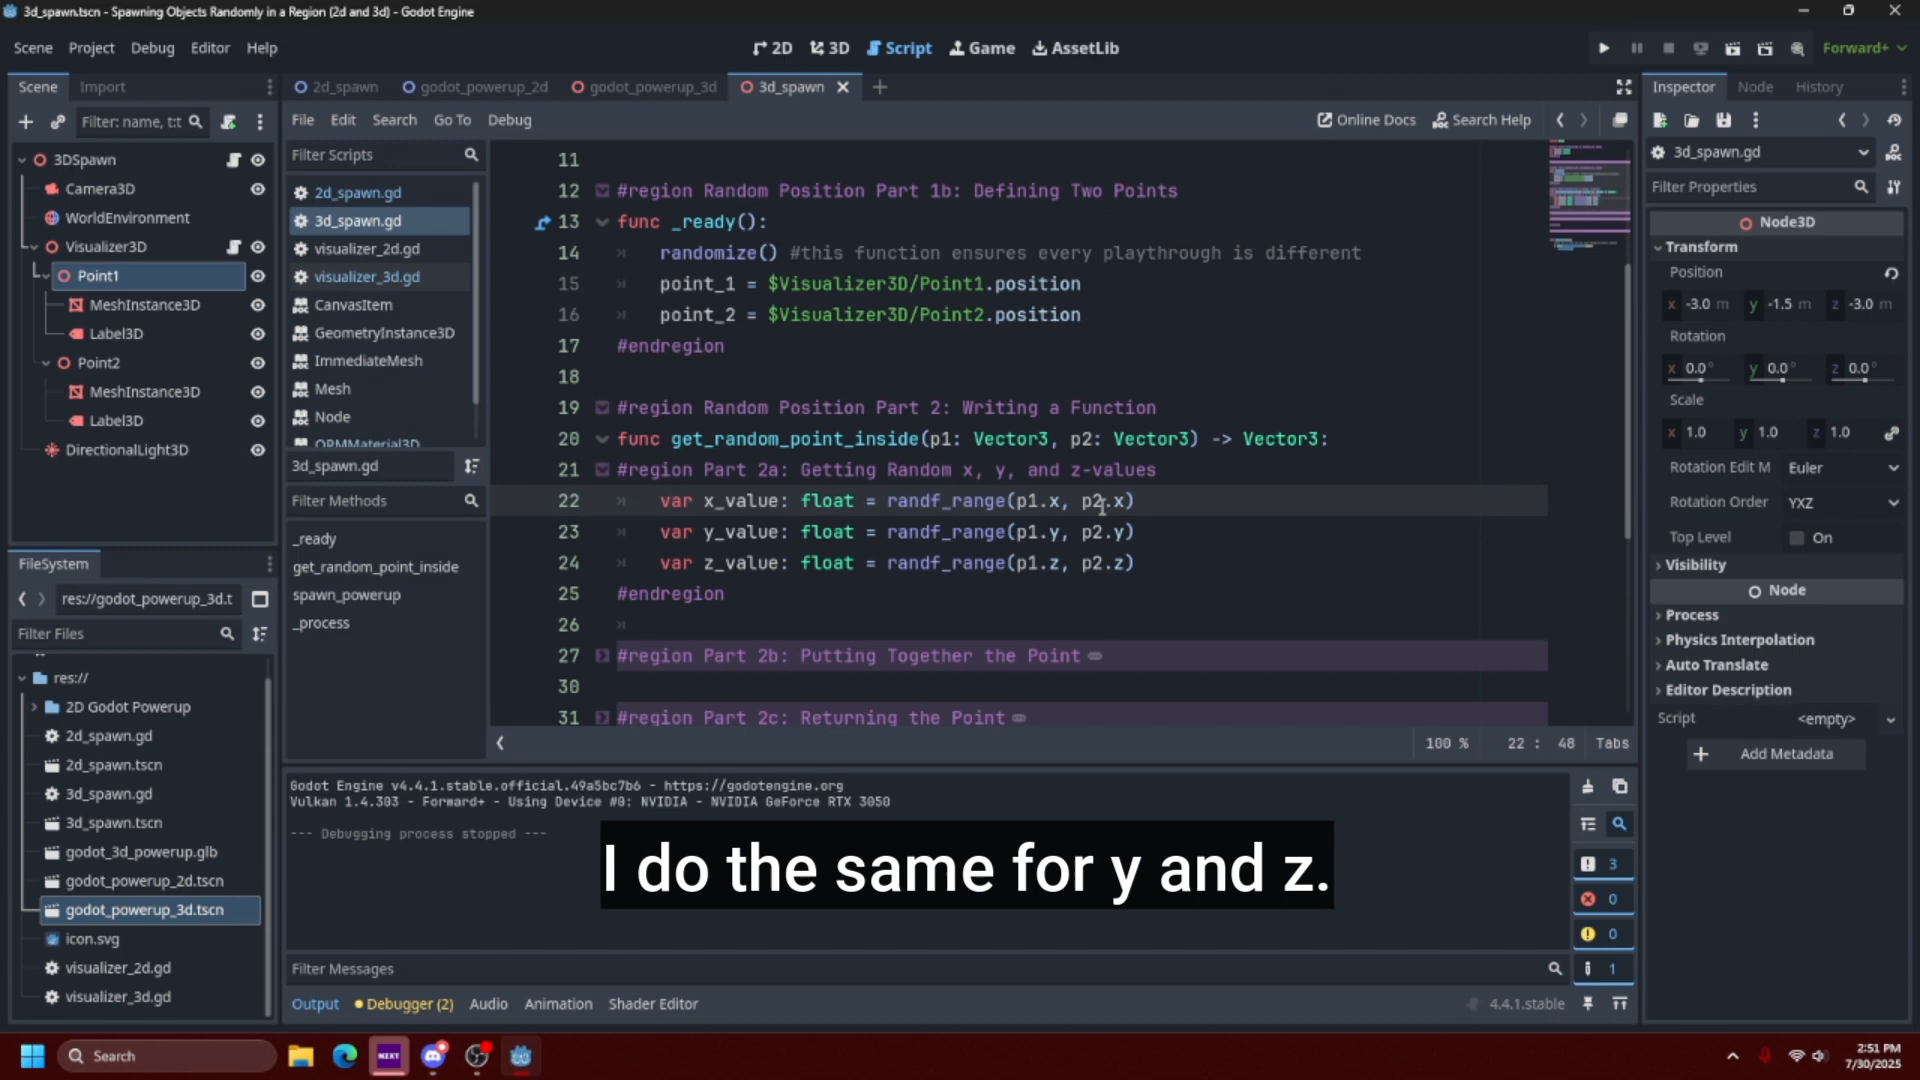 3d_spawn.tscn - Spawning Objects Randomly in a Region (2d and 3d) - Godot Engine
Scene Project Debug Editor Help
2D 3D Script Game AssetLib
Forward+
Scene Import
Filter: name, t:t
3DSpawn
Camera3D
WorldEnvironment
Visualizer3D
Point1
MeshInstance3D
Label3D
Point2
MeshInstance3D
Label3D
DirectionalLight3D
FileSystem
res://godot_powerup_3d.t
Filter Files
res://
2D Godot Powerup
2d_spawn.gd
2d_spawn.tscn
3d_spawn.gd
3d_spawn.tscn
godot_3d_powerup.glb
godot_powerup_2d.tscn
godot_powerup_3d.tscn
icon.svg
visualizer_2d.gd
visualizer_3d.gd
2d_spawn godot_powerup_2d godot_powerup_3d 3d_spawn
File Edit Search Go To Debug
Online Docs Search Help
Filter Scripts
2d_spawn.gd
3d_spawn.gd
visualizer_2d.gd
visualizer_3d.gd
CanvasItem
GeometryInstance3D
ImmediateMesh
Mesh
Node
ORMMaterial3D
3d_spawn.gd
Filter Methods
_ready
get_random_point_inside
spawn_powerup
_process
11
12 #region Random Position Part 1b: Defining Two Points
13 func _ready():
14 randomize() #this function ensures every playthrough is different
15 point_1 = $Visualizer3D/Point1.position
16 point_2 = $Visualizer3D/Point2.position
17 #endregion
18
19 #region Random Position Part 2: Writing a Function
20 func get_random_point_inside(p1: Vector3, p2: Vector3) -> Vector3:
21 #region Part 2a: Getting Random x, y, and z-values
22 var x_value: float = randf_range(p1.x, p2.x)
23 var y_value: float = randf_range(p1.y, p2.y)
24 var z_value: float = randf_range(p1.z, p2.z)
25 #endregion
26
27 #region Part 2b: Putting Together the Point
30
31 #region Part 2c: Returning the Point
100 % 22 : 48 Tabs
Godot Engine v4.4.1.stable.official.49a5bc7b6 - https://godotengine.org
Vulkan 1.4.303 - Forward+ - Using Device #0: NVIDIA - NVIDIA GeForce RTX 3050
--- Debugging process stopped ---
I do the same for y and z.
3
0
0
1
Filter Messages
Output Debugger (2) Audio Animation Shader Editor
4.4.1.stable
Inspector Node History
3d_spawn.gd
Filter Properties
Node3D
Transform
Position
x -3.0 m y -1.5 m z -3.0 m
Rotation
x 0.0° y 0.0° z 0.0°
Scale
x 1.0 y 1.0 z 1.0
Rotation Edit M Euler
Rotation Order YXZ
Top Level On
Visibility
Node
Process
Physics Interpolation
Auto Translate
Editor Description
Script <empty>
Add Metadata
Search
NEXT
2:51 PM
7/30/2025